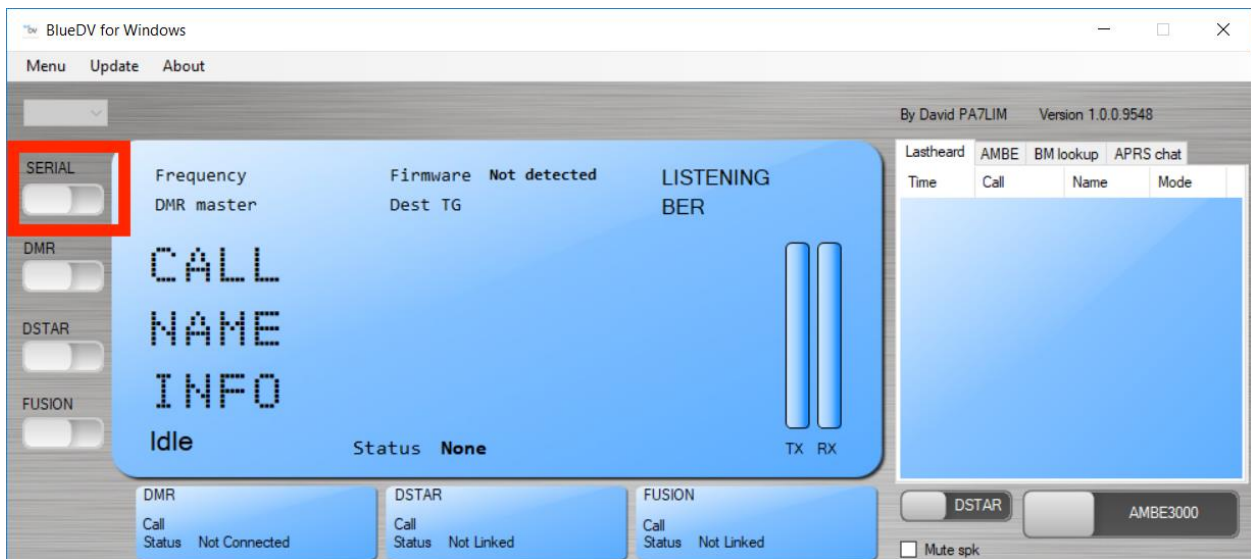 BlueDV for Windows
Menu Update About
By David PA7LIM Version 1.0.0.9548
SERIAL
DMR
DSTAR
FUSION
Frequency Firmware Not detected LISTENING
DMR master Dest TG BER
CALL
NAME
INFO
Idle Status None TX RX
Lastheard AMBE BM lookup APRS chat
Time Call Name Mode
DMR
Call
Status Not Connected
DSTAR
Call
Status Not Linked
FUSION
Call
Status Not Linked
DSTAR AMBE3000
Mute spk